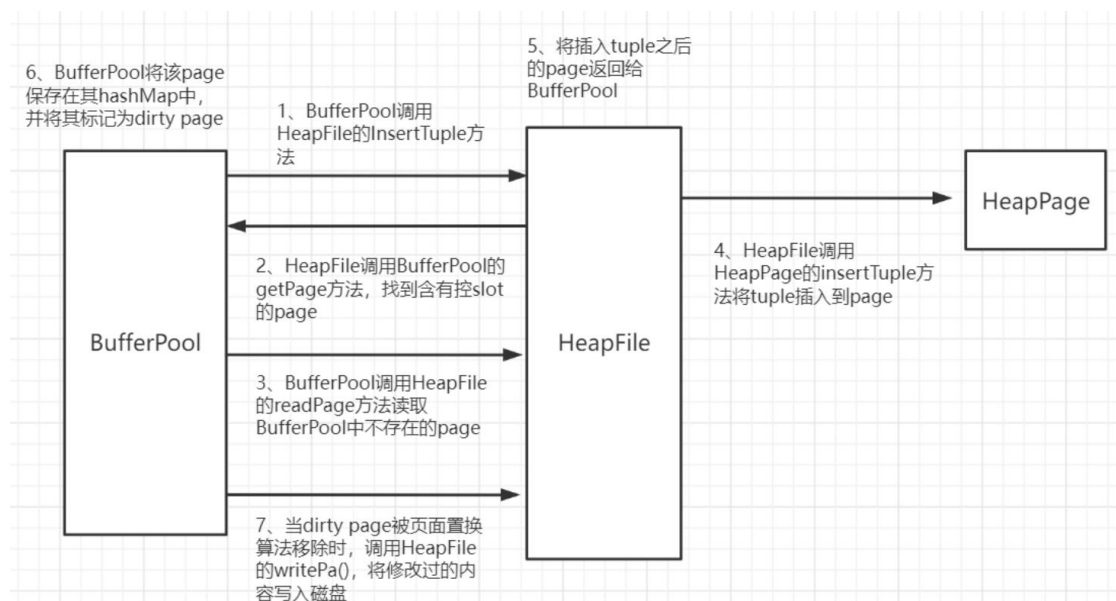 5、将插入tuple之后
的page返回给
BufferPool
6、BufferPool将该page
保存在其hashMap中，
并将其标记为dirty page
1、BufferPool调用
HeapFile的InsertTuple方
法
HeapPage
4、HeapFile调用
HeapPage的insertTuple方
法将tuple插入到page
2、HeapFile调用BufferPool的
getPage方法，找到含有控slot
的page
BufferPool
HeapFile
3、BufferPool调用HeapFile
的readPage方法读取
BufferPool中不存在的page
7、当dirty page被页面置换
算法移除时，调用HeapFile
的writePa()，将修改过的内
容写入磁盘